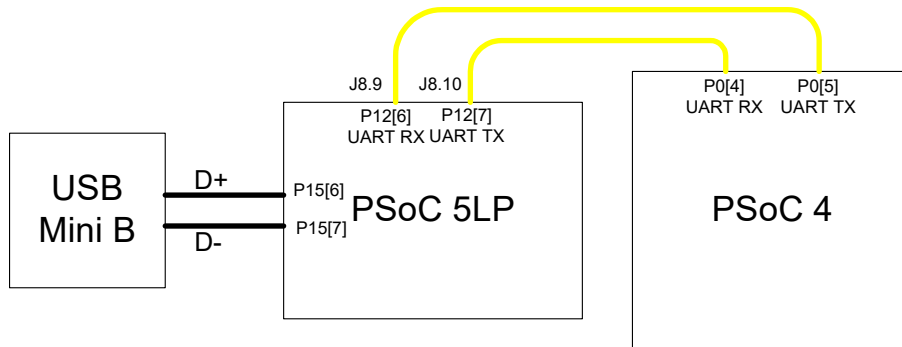 J8.9
J8.10
P12[6]
UART RX
P12[7]
UART TX
P0[4]
UART RX
P0[5]
UART TX
USB
Mini B
D+
D-
P15[6]
P15[7]
PSoC 5LP
PSoC 4